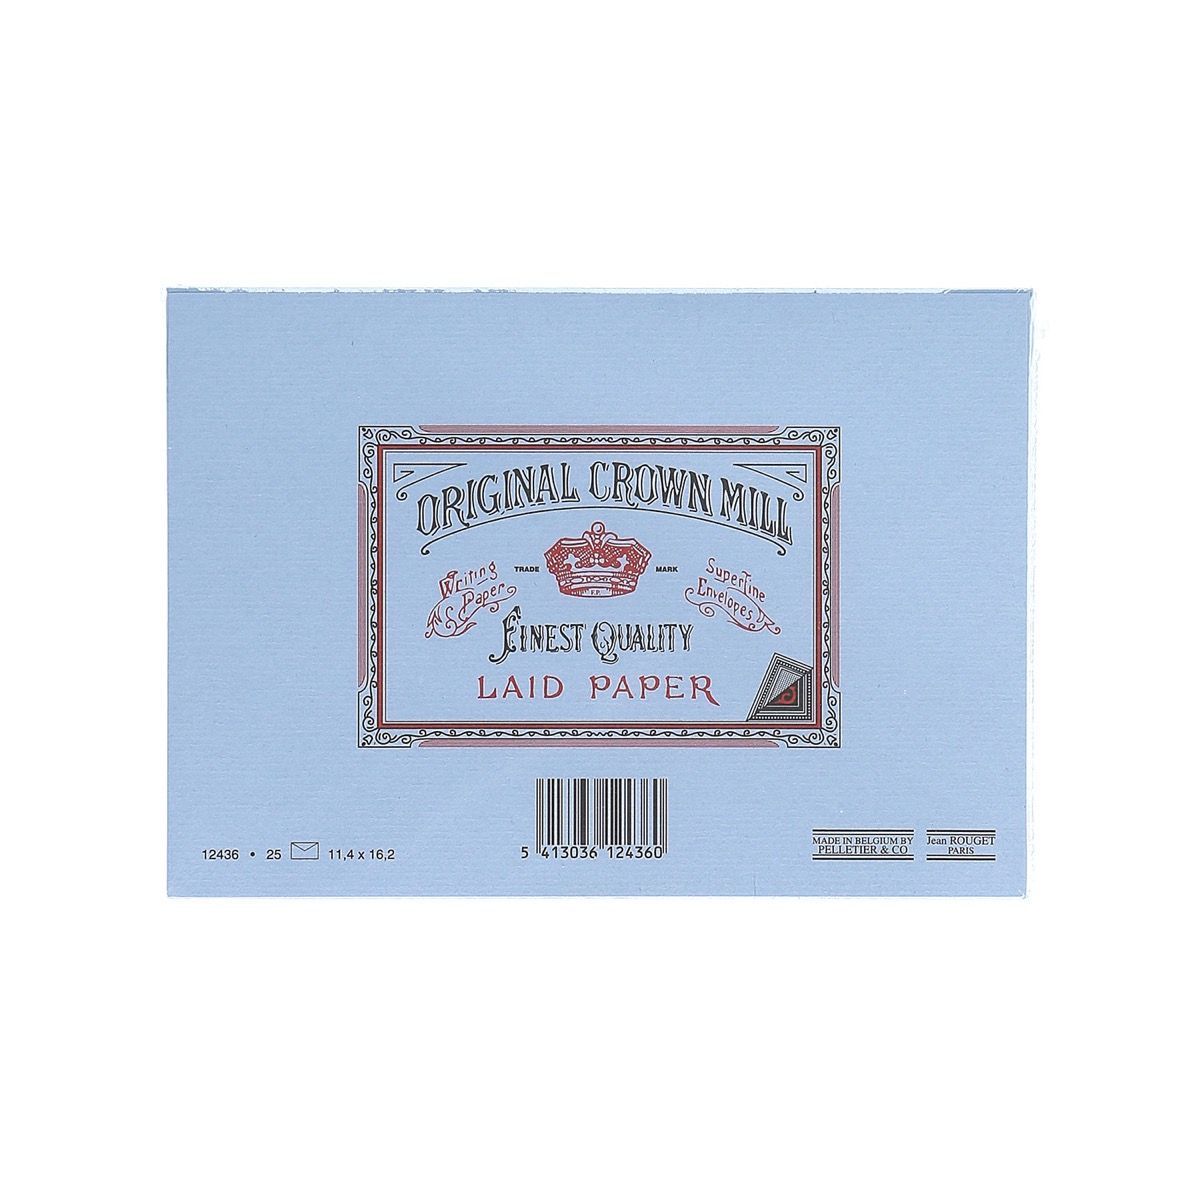 ORIGINAL CROWN MILL
Writing Paper
TRADE MARK
Superfine Envelopes
F.P.
FINEST QUALITY
LAID PAPER
12436 • 25 11,4 x 16,2
5 413036 124360
MADE IN BELGIUM BY
PELLETIER & CO
Jean ROUGET
PARIS